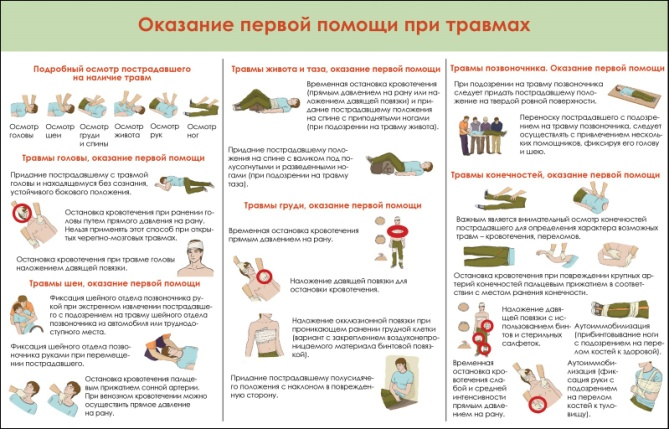 Оказание первой помощи при травмах
Подробный осмотр пострадавшего
на наличие травм
Осмотр
головы
Осмотр
шеи
Осмотр
груди
и спины
Осмотр
живота
Осмотр
рук
Осмотр
ног
Травмы головы, оказание первой помощи
Придание пострадавшему с травмой
головы и находящемуся без сознания,
устойчивого бокового положения.
Остановка кровотечения при ранении го-
ловы путем прямого давления на рану.
Нельзя применять этот способ при от-
крытых черепно-мозговых травмах.
Остановка кровотечения при травме головы
наложением давящей повязки.
Травмы шеи, оказание первой помощи
Фиксация шейного отдела позвоночника ру-
кой при экстренном извлечении пострадавше-
го с подозрением на травму шейного отдела
позвоночника из автомобиля или труднодо-
ступного места.
Фиксация шейного отдела позво-
ночника руками при перемеще-
нии пострадавшего.
Остановка кровотечения паль-
цевым прижатием сонной артерии.
При венозном кровотечении можно
осуществить прямое давление
на рану.
Травмы живота и таза, оказание первой помощи
Временная остановка кровотечения
(прямым давлением на рану или на-
ложением давящей повязки) и при-
дание пострадавшему положения
на спине с приподнятыми ногами
(при подозрении на травму живота).
Придание пострадавшему поло-
жения на спине с валиком под по-
лусогнутыми и разведенными но-
гами (при подозрении на травму
таза).
Травмы груди, оказание первой помощи
Временная остановка кровотечения
прямым давлением на рану.
Наложение давящей повязки для
остановки кровотечения.
Наложение окклюзионной повязки при
проникающем ранении грудной клетки
(вариант с закреплением воздухонепро-
ницаемого материала бинтовой повяз-
кой).
Придание пострадавшему полусидяче-
го положения с наклоном в поврежден-
ную сторону.
Травмы позвоночника. Оказание первой помощи
При подозрении на травму позвоночника
следует придать пострадавшему поло-
жение на твердой ровной поверхности.
Переноску пострадавшего с подозре-
нием на травму позвоночника, следует
осуществлять с привлечением несколь-
ких помощников, фиксируя его голову
и шею.
Травмы конечностей, оказание первой помощи
Важным является внимательный осмотр конечностей
пострадавшего для определения характера возможных
травм – кровотечения, переломов.
Остановка кровотечения при повреждении крупных ар-
терий конечностей пальцевым прижатием в соответ-
ствии с местом ранения конечности.
Наложение давя-
щей повязки с ис-
пользованием бин-
тов и стерильных
салфеток.
Аутоиммобилизация
(прибинтовывание ноги
с подозрением на пере-
лом костей к здоровой).
Временная
остановка кро-
вотечения сла-
бой и средней
интенсивности
прямым давле-
нием на рану.
Аутоиммо-
билизация (фик-
сация руки с
подозрением
на перелом
костей к туло-
вищу).